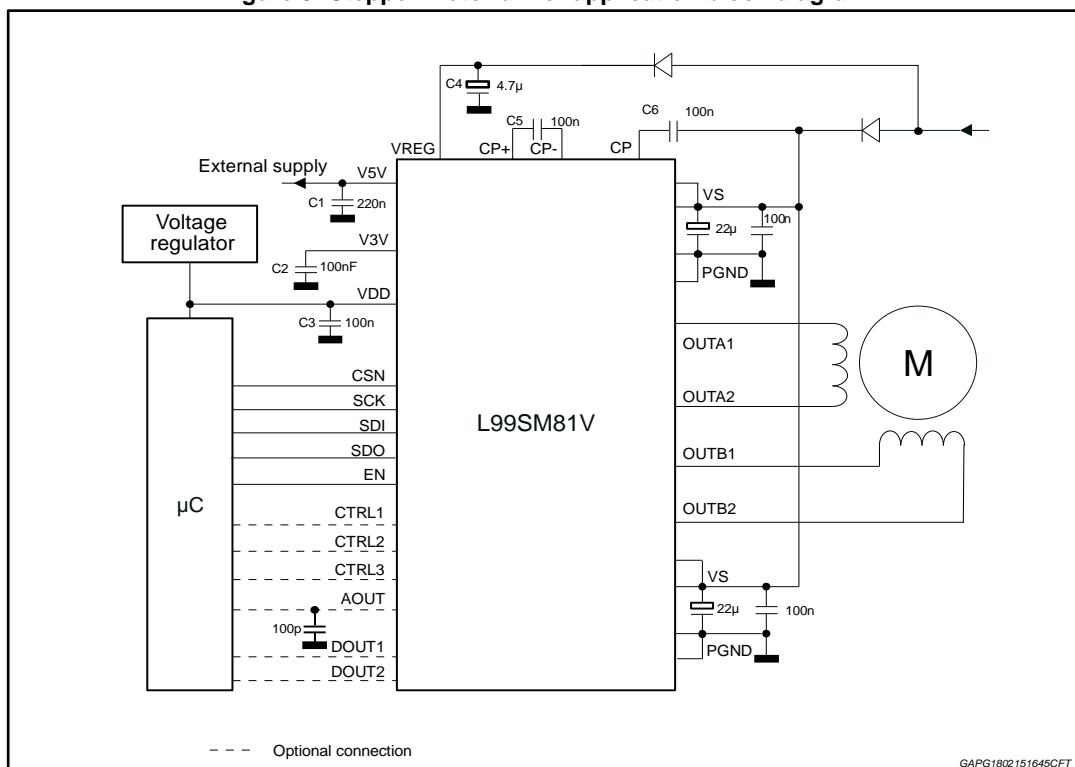 C4 4.7µ
C6 100n
C5 100n
VREG CP+ CP- CP
External supply
V5V
C1 220n
VS
22µ 100n
PGND
Voltage
regulator
V3V
C2 100nF
VDD
C3 100n
CSN
SCK
SDI
SDO
EN
CTRL1
CTRL2
CTRL3
AOUT
100p
DOUT1
DOUT2
µC
L99SM81V
OUTA1
OUTA2
OUTB1
OUTB2
M
VS
22µ 100n
PGND
Optional connection
GAPG1802151645CFT